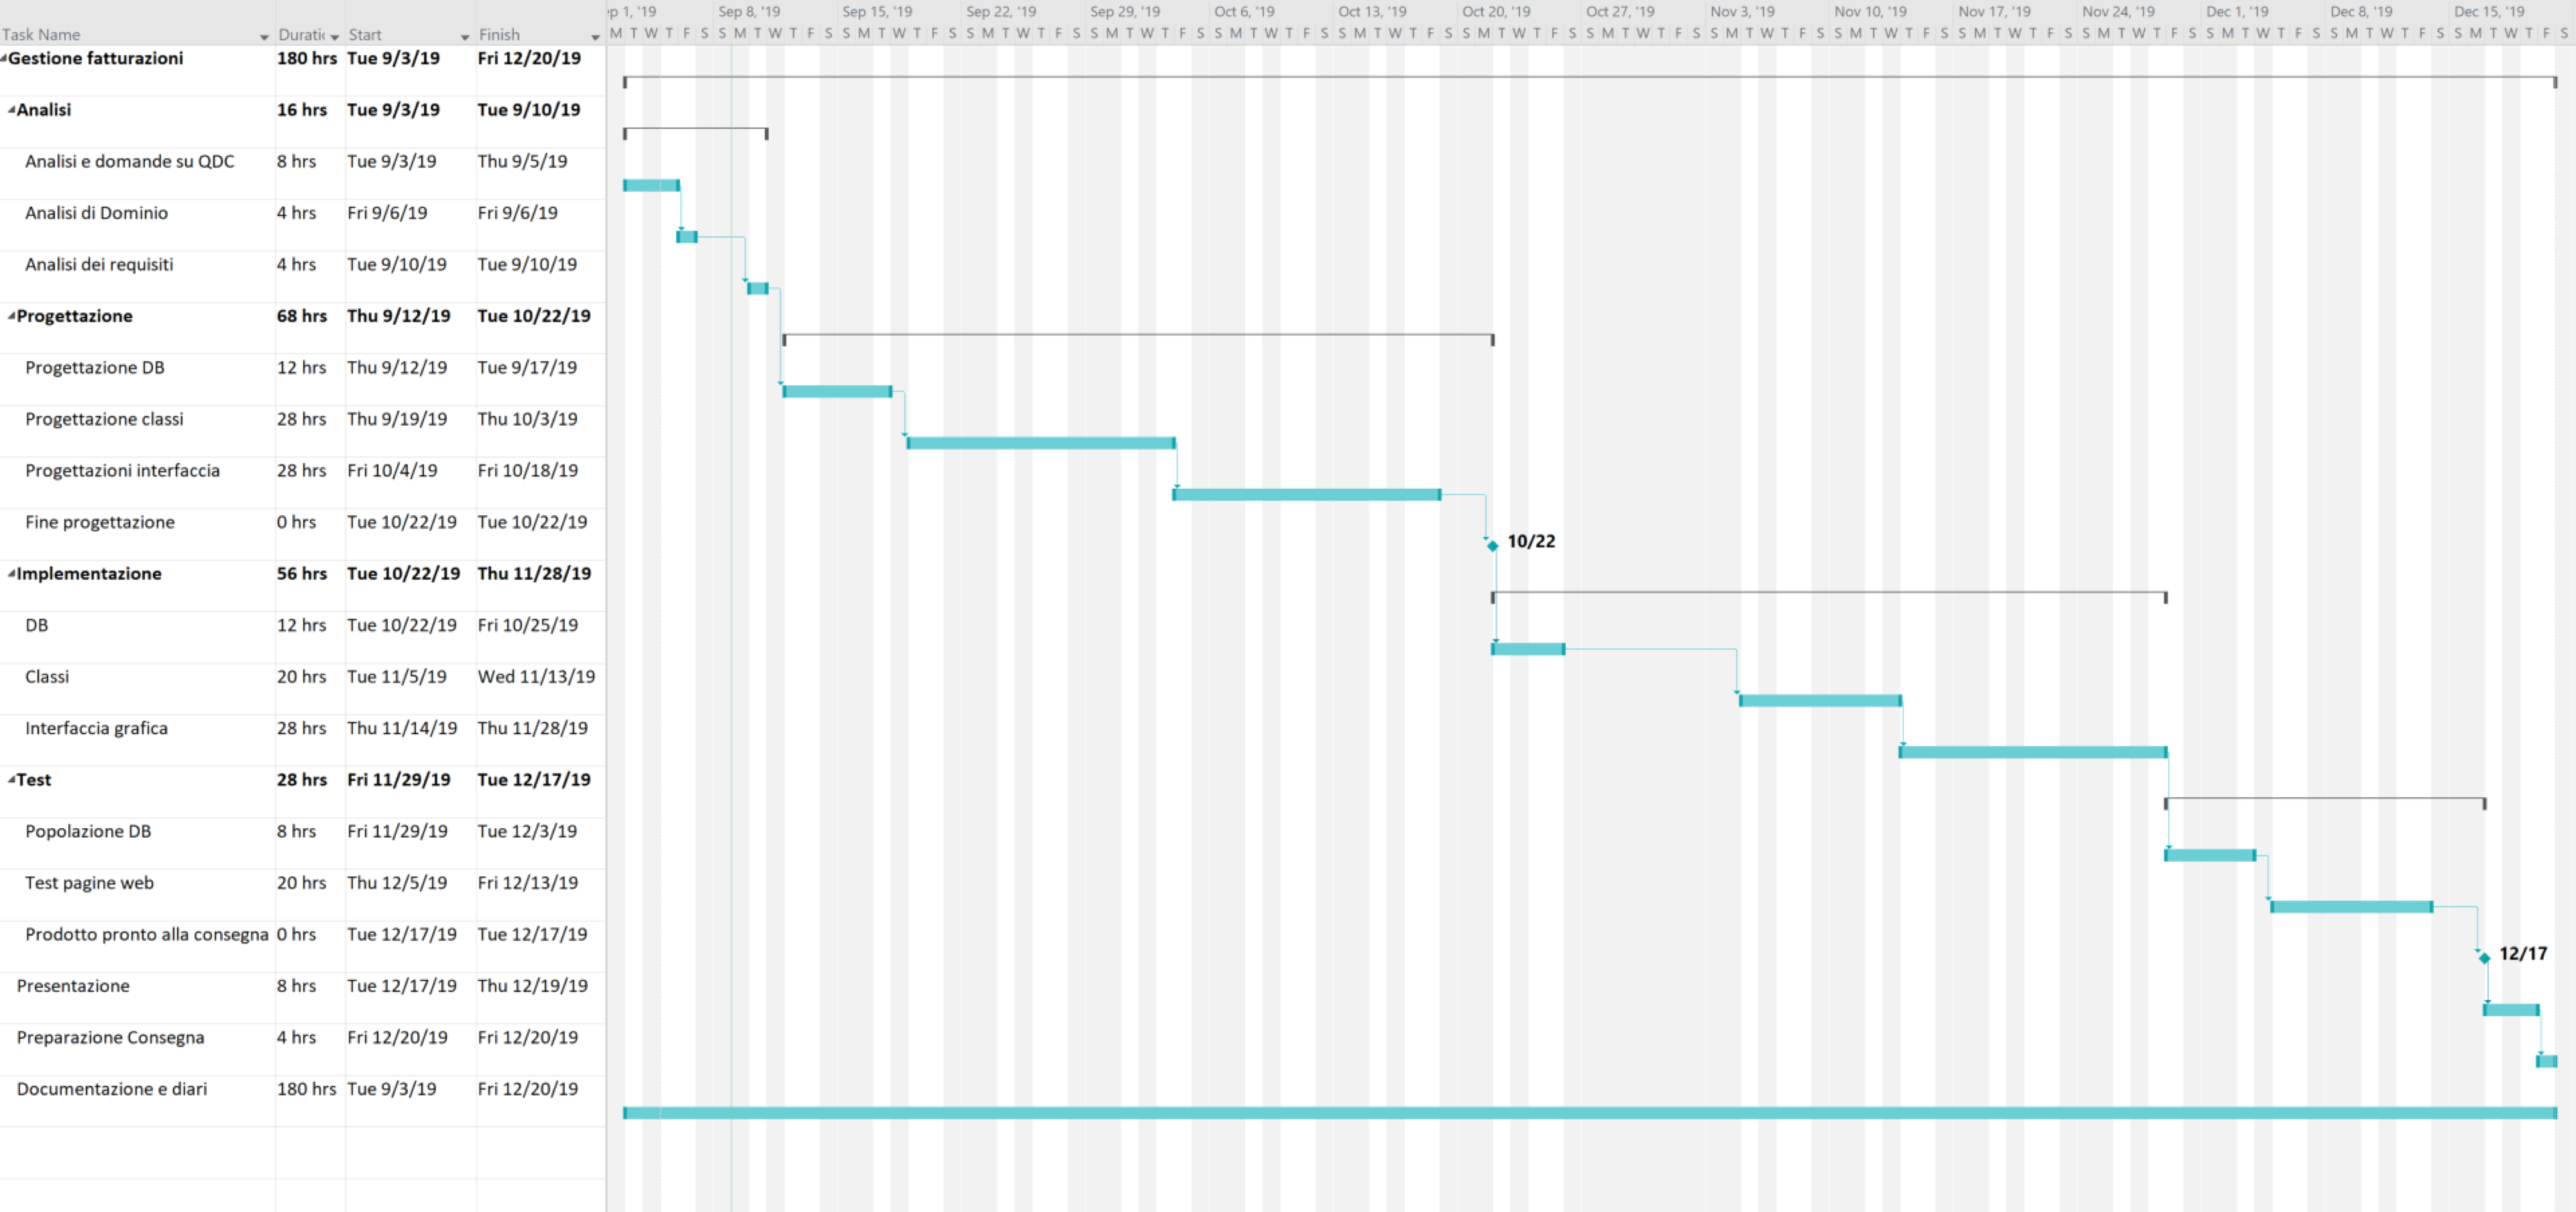 p 1, '19 Sep 8, '19 Sep 15, '19 Sep 22, '19 Sep 29, '19 Oct 6, '19 Oct 13, '19 Oct 20, '19 Oct 27, '19 Nov 3, '19 Nov 10, '19 Nov 17, '19 Nov 24, '19 Dec 1, '19 Dec 8, '19 Dec 15, '19
Task Name Duratic Start Finish M T W T F S S M T W T F S S M T W T F S S M T W T F S S M T W T F S S M T W T F S S M T W T F S S M T W T F S S M T W T F S S M T W T F S S M T W T F S S M T W T F S S M T W T F S S M T W T F S S M T W T F S S M T W T F S S M T W T F S
Gestione fatturazioni 180 hrs Tue 9/3/19 Fri 12/20/19
Analisi 16 hrs Tue 9/3/19 Tue 9/10/19
Analisi e domande su QDC 8 hrs Tue 9/3/19 Thu 9/5/19
Analisi di Dominio 4 hrs Fri 9/6/19 Fri 9/6/19
Analisi dei requisiti 4 hrs Tue 9/10/19 Tue 9/10/19
Progettazione 68 hrs Thu 9/12/19 Tue 10/22/19
Progettazione DB 12 hrs Thu 9/12/19 Tue 9/17/19
Progettazione classi 28 hrs Thu 9/19/19 Thu 10/3/19
Progettazioni interfaccia 28 hrs Fri 10/4/19 Fri 10/18/19
Fine progettazione 0 hrs Tue 10/22/19 Tue 10/22/19
10/22
Implementazione 56 hrs Tue 10/22/19 Thu 11/28/19
DB 12 hrs Tue 10/22/19 Fri 10/25/19
Classi 20 hrs Tue 11/5/19 Wed 11/13/19
Interfaccia grafica 28 hrs Thu 11/14/19 Thu 11/28/19
Test 28 hrs Fri 11/29/19 Tue 12/17/19
Popolazione DB 8 hrs Fri 11/29/19 Tue 12/3/19
Test pagine web 20 hrs Thu 12/5/19 Fri 12/13/19
Prodotto pronto alla consegna 0 hrs Tue 12/17/19 Tue 12/17/19
12/17
Presentazione 8 hrs Tue 12/17/19 Thu 12/19/19
Preparazione Consegna 4 hrs Fri 12/20/19 Fri 12/20/19
Documentazione e diari 180 hrs Tue 9/3/19 Fri 12/20/19